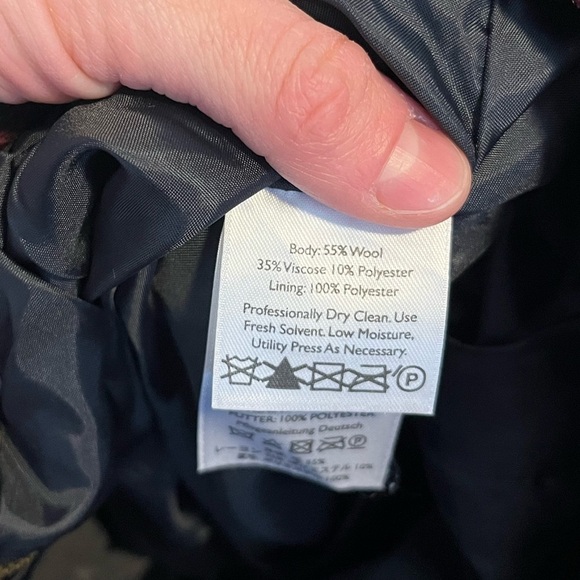 Body: 55% Wool
35% Viscose 10% Polyester
Lining: 100% Polyester
Professionally Dry Clean. Use
Fresh Solvent. Low Moisture,
Utility Press As Necessary.
P
FUTTER: 100% POLYESTER
Pflegeanleitung Deutsch
P